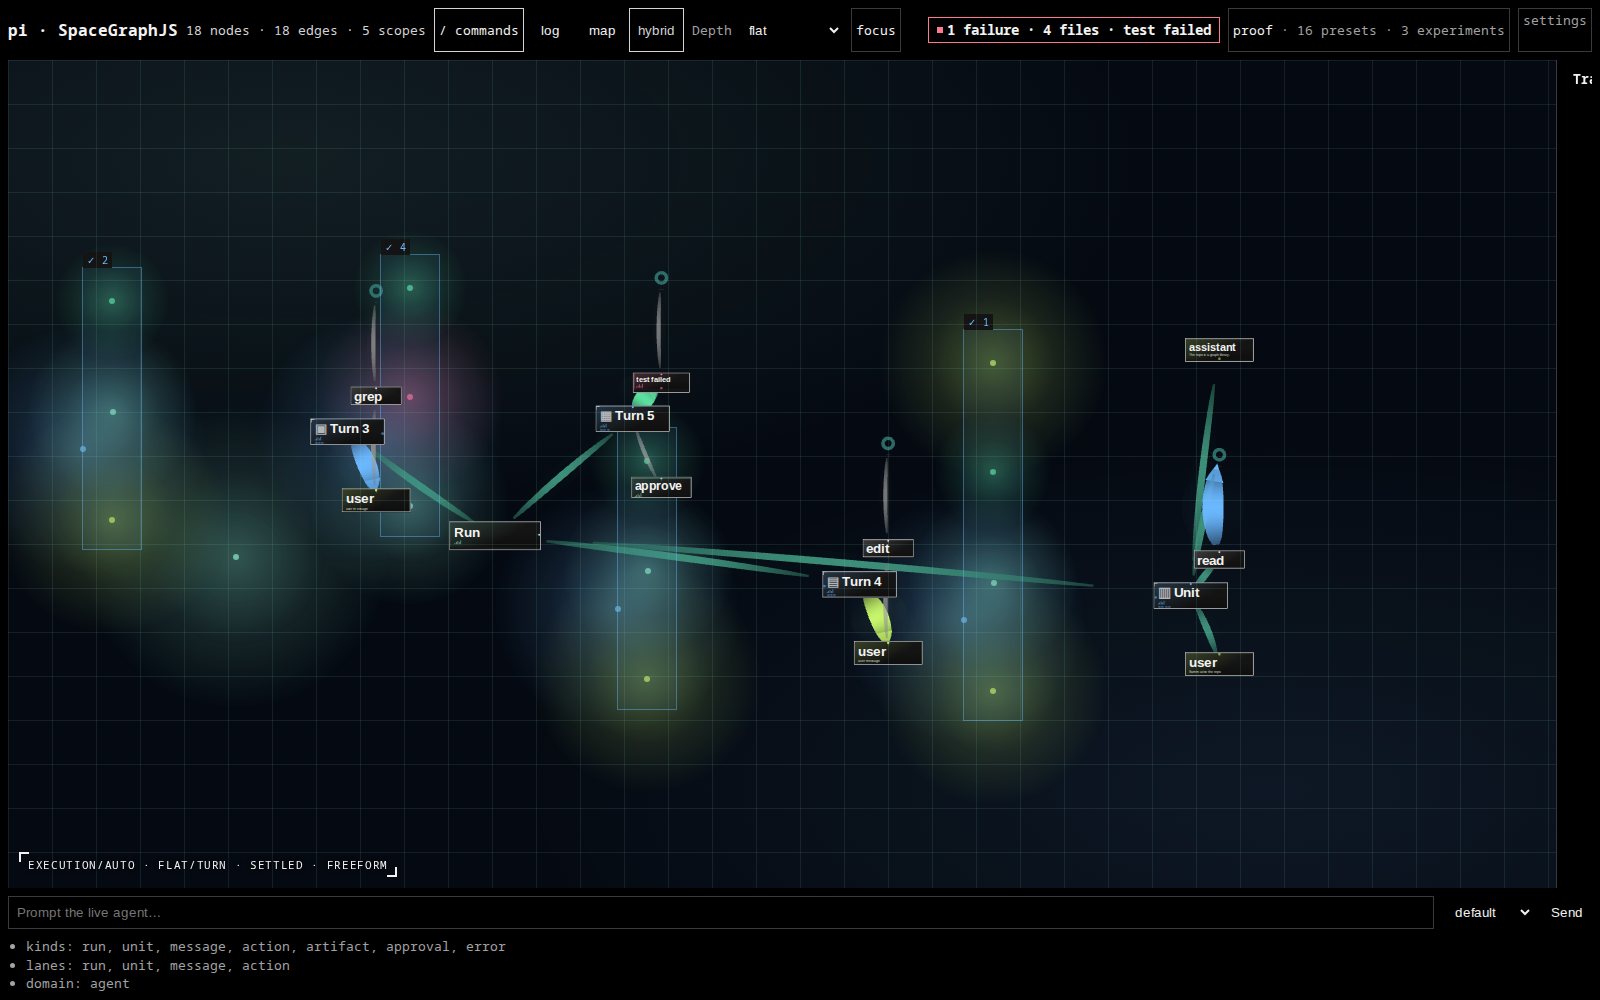 pi · SpaceGraphJS 18 nodes · 18 edges · 5 scopes / commands log map hybrid Depth flat focus 1 failure · 4 files · test failed proof · 16 presets · 3 experiments settings
Tra
✓ 4
✓ 2
✓ 1
assistant
test failed
grep
Turn 5
Turn 3
approve
user
Run
edit
read
Turn 4
Unit
user
user
EXECUTION/AUTO · FLAT/TURN · SETTLED · FREEFORM
Prompt the live agent… default Send
kinds: run, unit, message, action, artifact, approval, error
lanes: run, unit, message, action
domain: agent